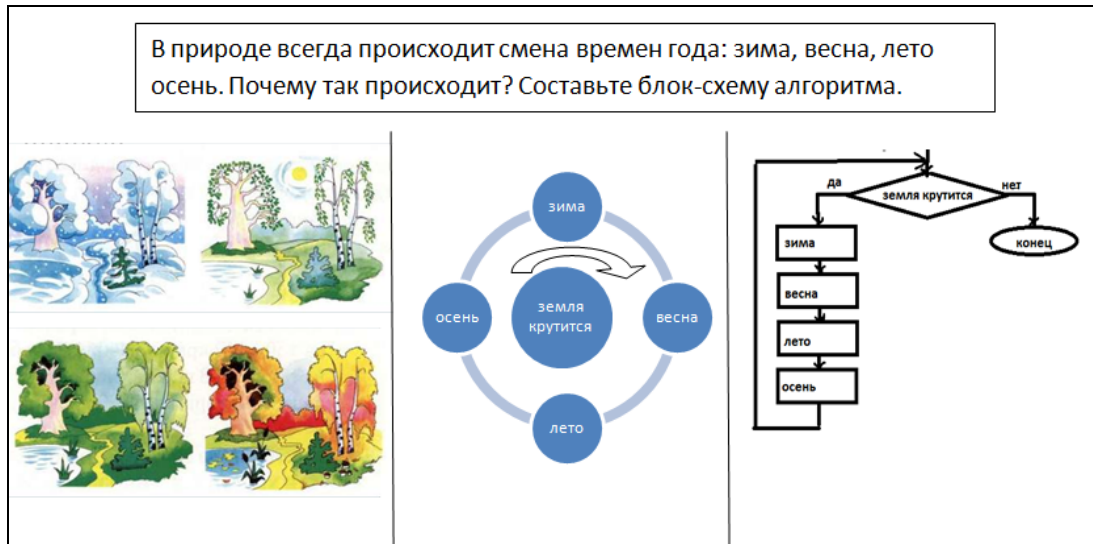 В природе всегда происходит смена времен года: зима, весна, лето
осень. Почему так происходит? Составьте блок-схему алгоритма.
зима
осень
земля
крутится
весна
лето
да
земля крутится
нет
зима
конец
весна
лето
осень